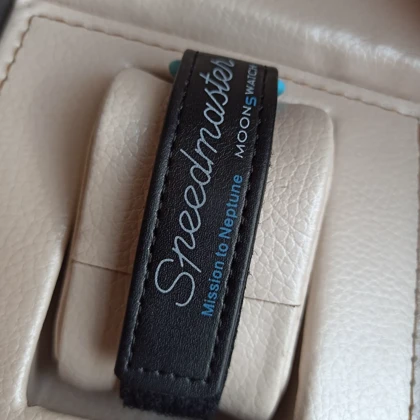 Speedmaster
MOONSWATCH
Mission to Neptune